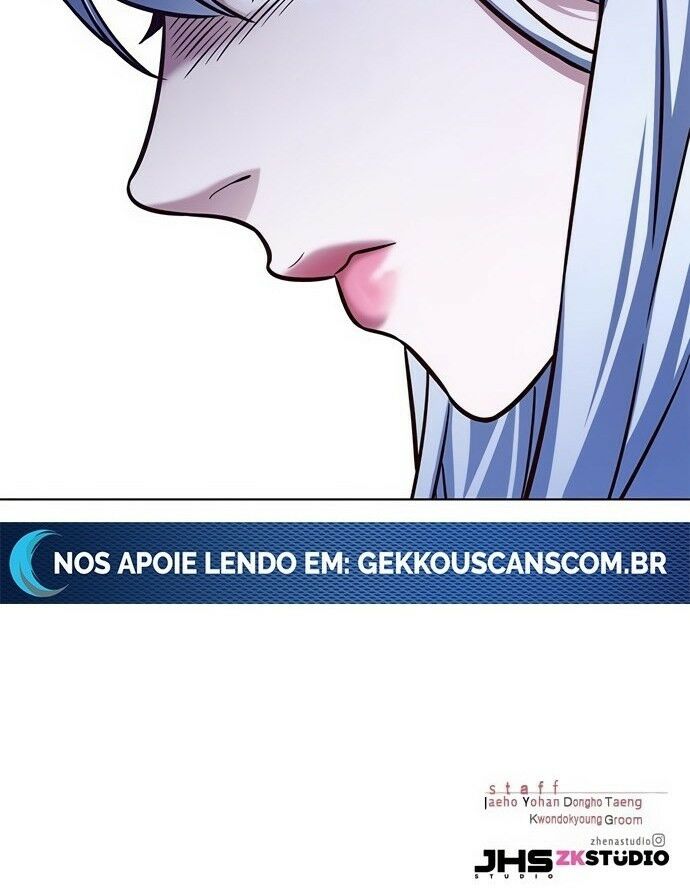 NOS APOIE LENDO EM: GEKKOUSCANSCOM.BR
staff
Jaeho Yohan Dongho Taeng
Kwondokyoung Groom
zhenastudio
JHS ZKSTUDIO
STUDIO